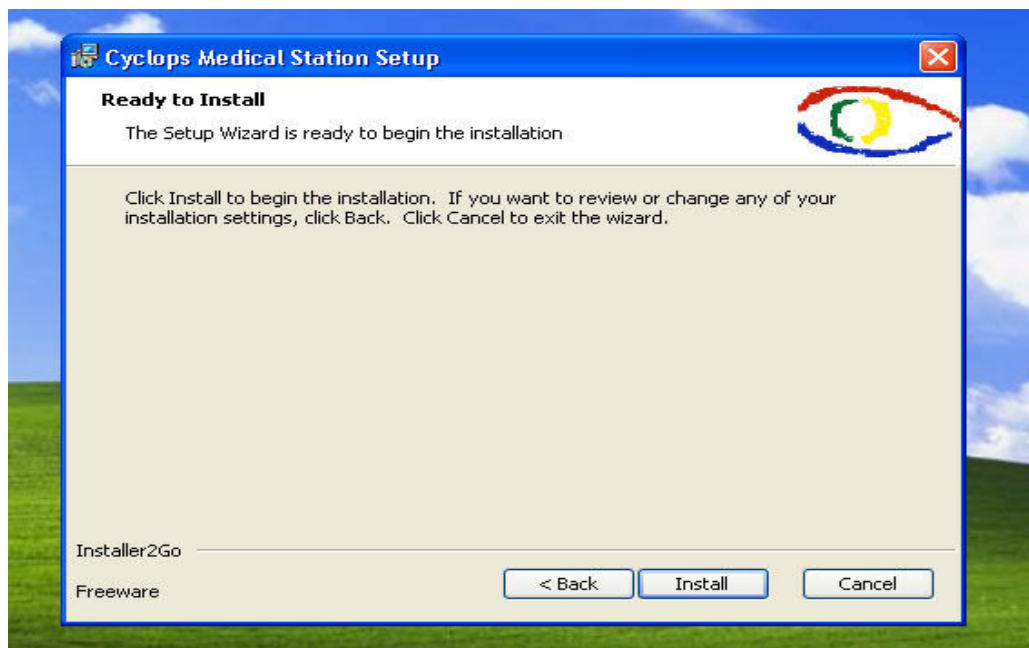 Cyclops Medical Station Setup
Ready to Install
The Setup Wizard is ready to begin the installation
Click Install to begin the installation.  If you want to review or change any of your
installation settings, click Back.  Click Cancel to exit the wizard.
Installer2Go
Freeware
< Back
Install
Cancel